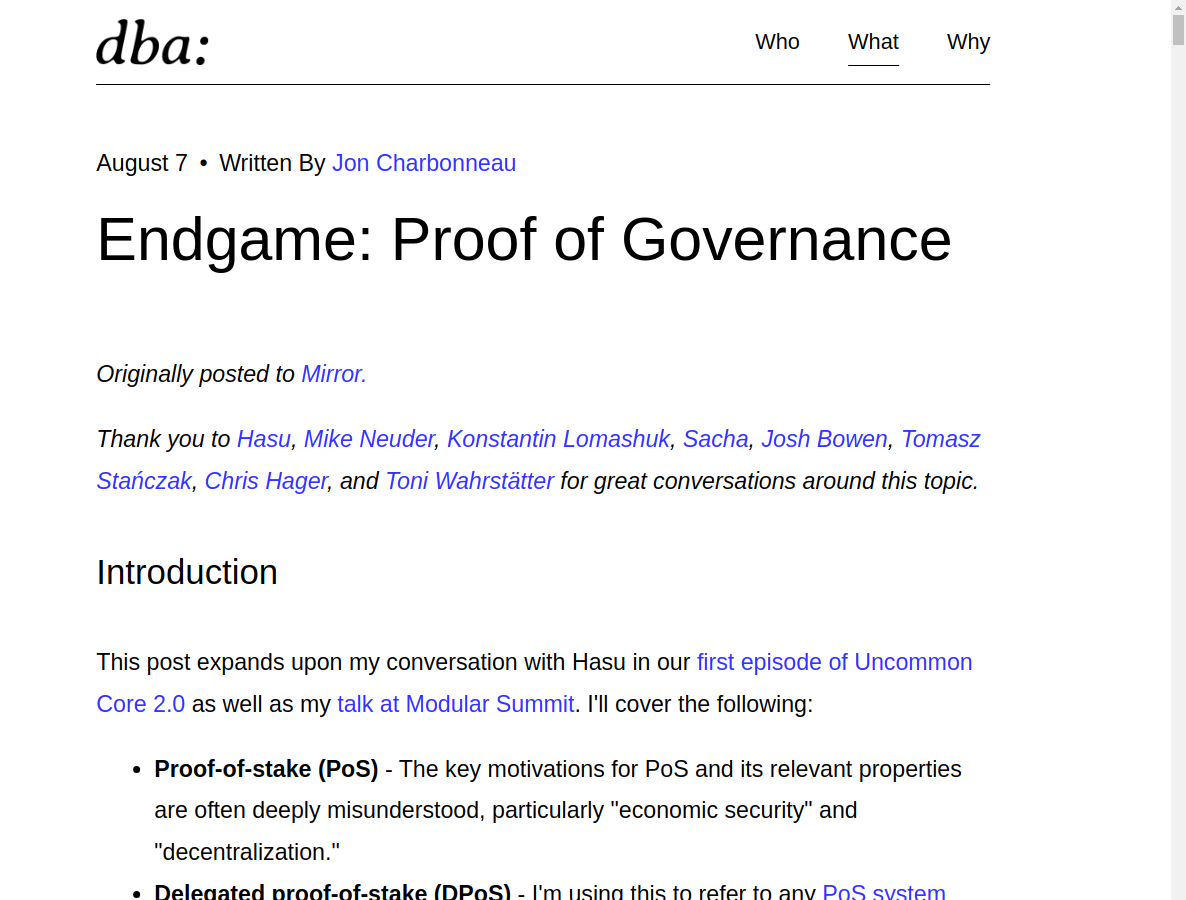 dba:
Who What Why
August 7 • Written By Jon Charbonneau
Endgame: Proof of Governance
Originally posted to Mirror.
Thank you to Hasu, Mike Neuder, Konstantin Lomashuk, Sacha, Josh Bowen, Tomasz
Stańczak, Chris Hager, and Toni Wahrstätter for great conversations around this topic.
Introduction
This post expands upon my conversation with Hasu in our first episode of Uncommon
Core 2.0 as well as my talk at Modular Summit. I'll cover the following:
• Proof-of-stake (PoS) - The key motivations for PoS and its relevant properties
are often deeply misunderstood, particularly "economic security" and
"decentralization."
• Delegated proof-of-stake (DPoS) - I'm using this to refer to any PoS system